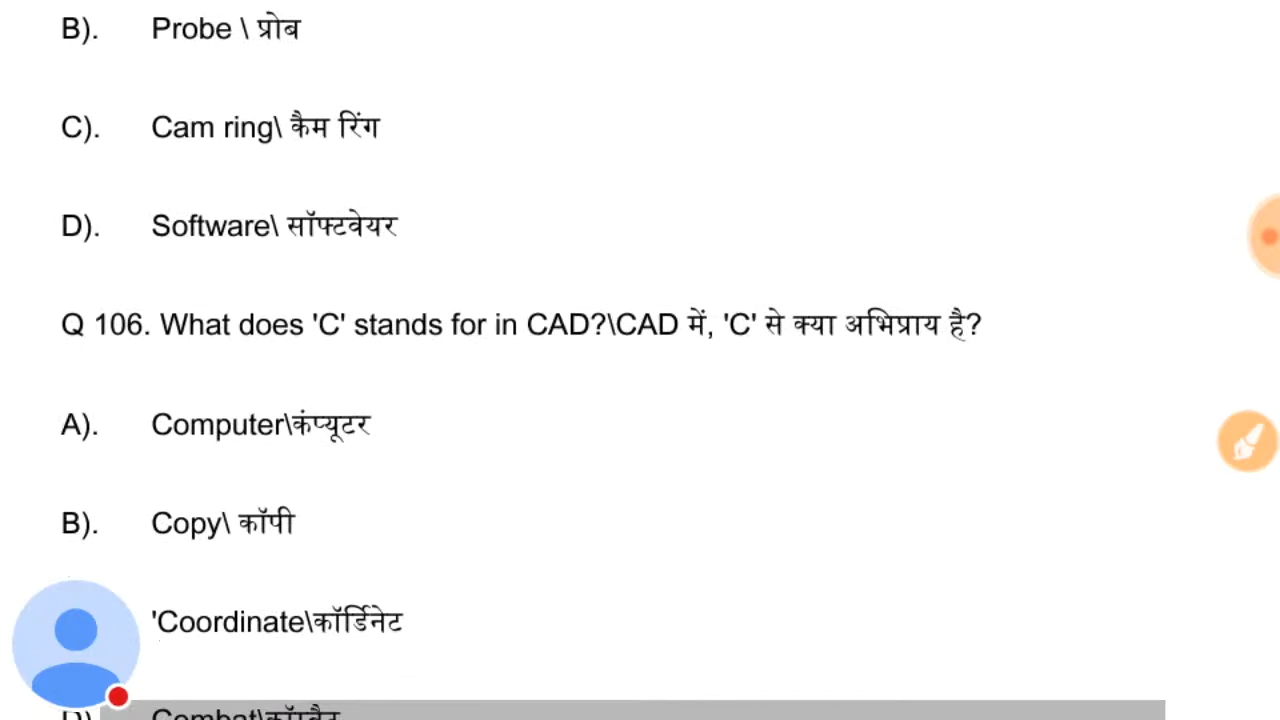 B). Probe \ प्रोब
C). Cam ring\ कैम रिंग
D). Software\ सॉफ्टवेयर
Q 106. What does 'C' stands for in CAD?\CAD में, 'C' से क्या अभिप्राय है?
A). Computer\कंप्यूटर
B). Copy\ कॉपी
'Coordinate\कॉर्डिनेट
D). Combat\